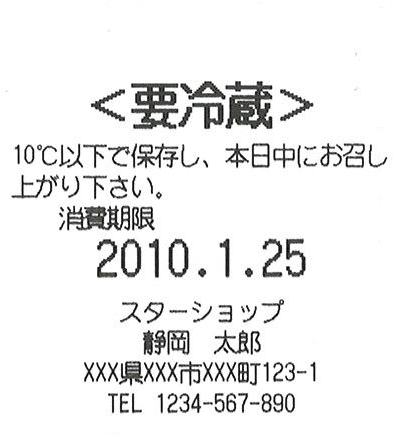 ＜要冷蔵＞
10℃以下で保存し、本日中にお召し
上がり下さい。
消費期限
2010.1.25
スターショップ
静岡　太郎
XXX県XXX市XXX町123-1
TEL 1234-567-890